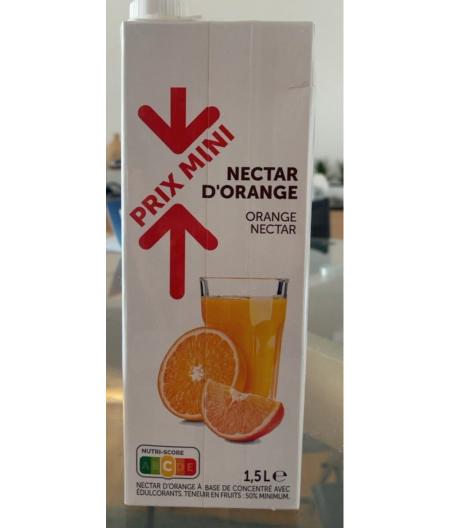 PRIX MINI
NECTAR
D'ORANGE
ORANGE
NECTAR
NUTRI-SCORE
A B C D E
1,5 L ℮
NECTAR D'ORANGE À BASE DE CONCENTRÉ AVEC
ÉDULCORANTS. TENEUR EN FRUITS : 50% MINIMUM.